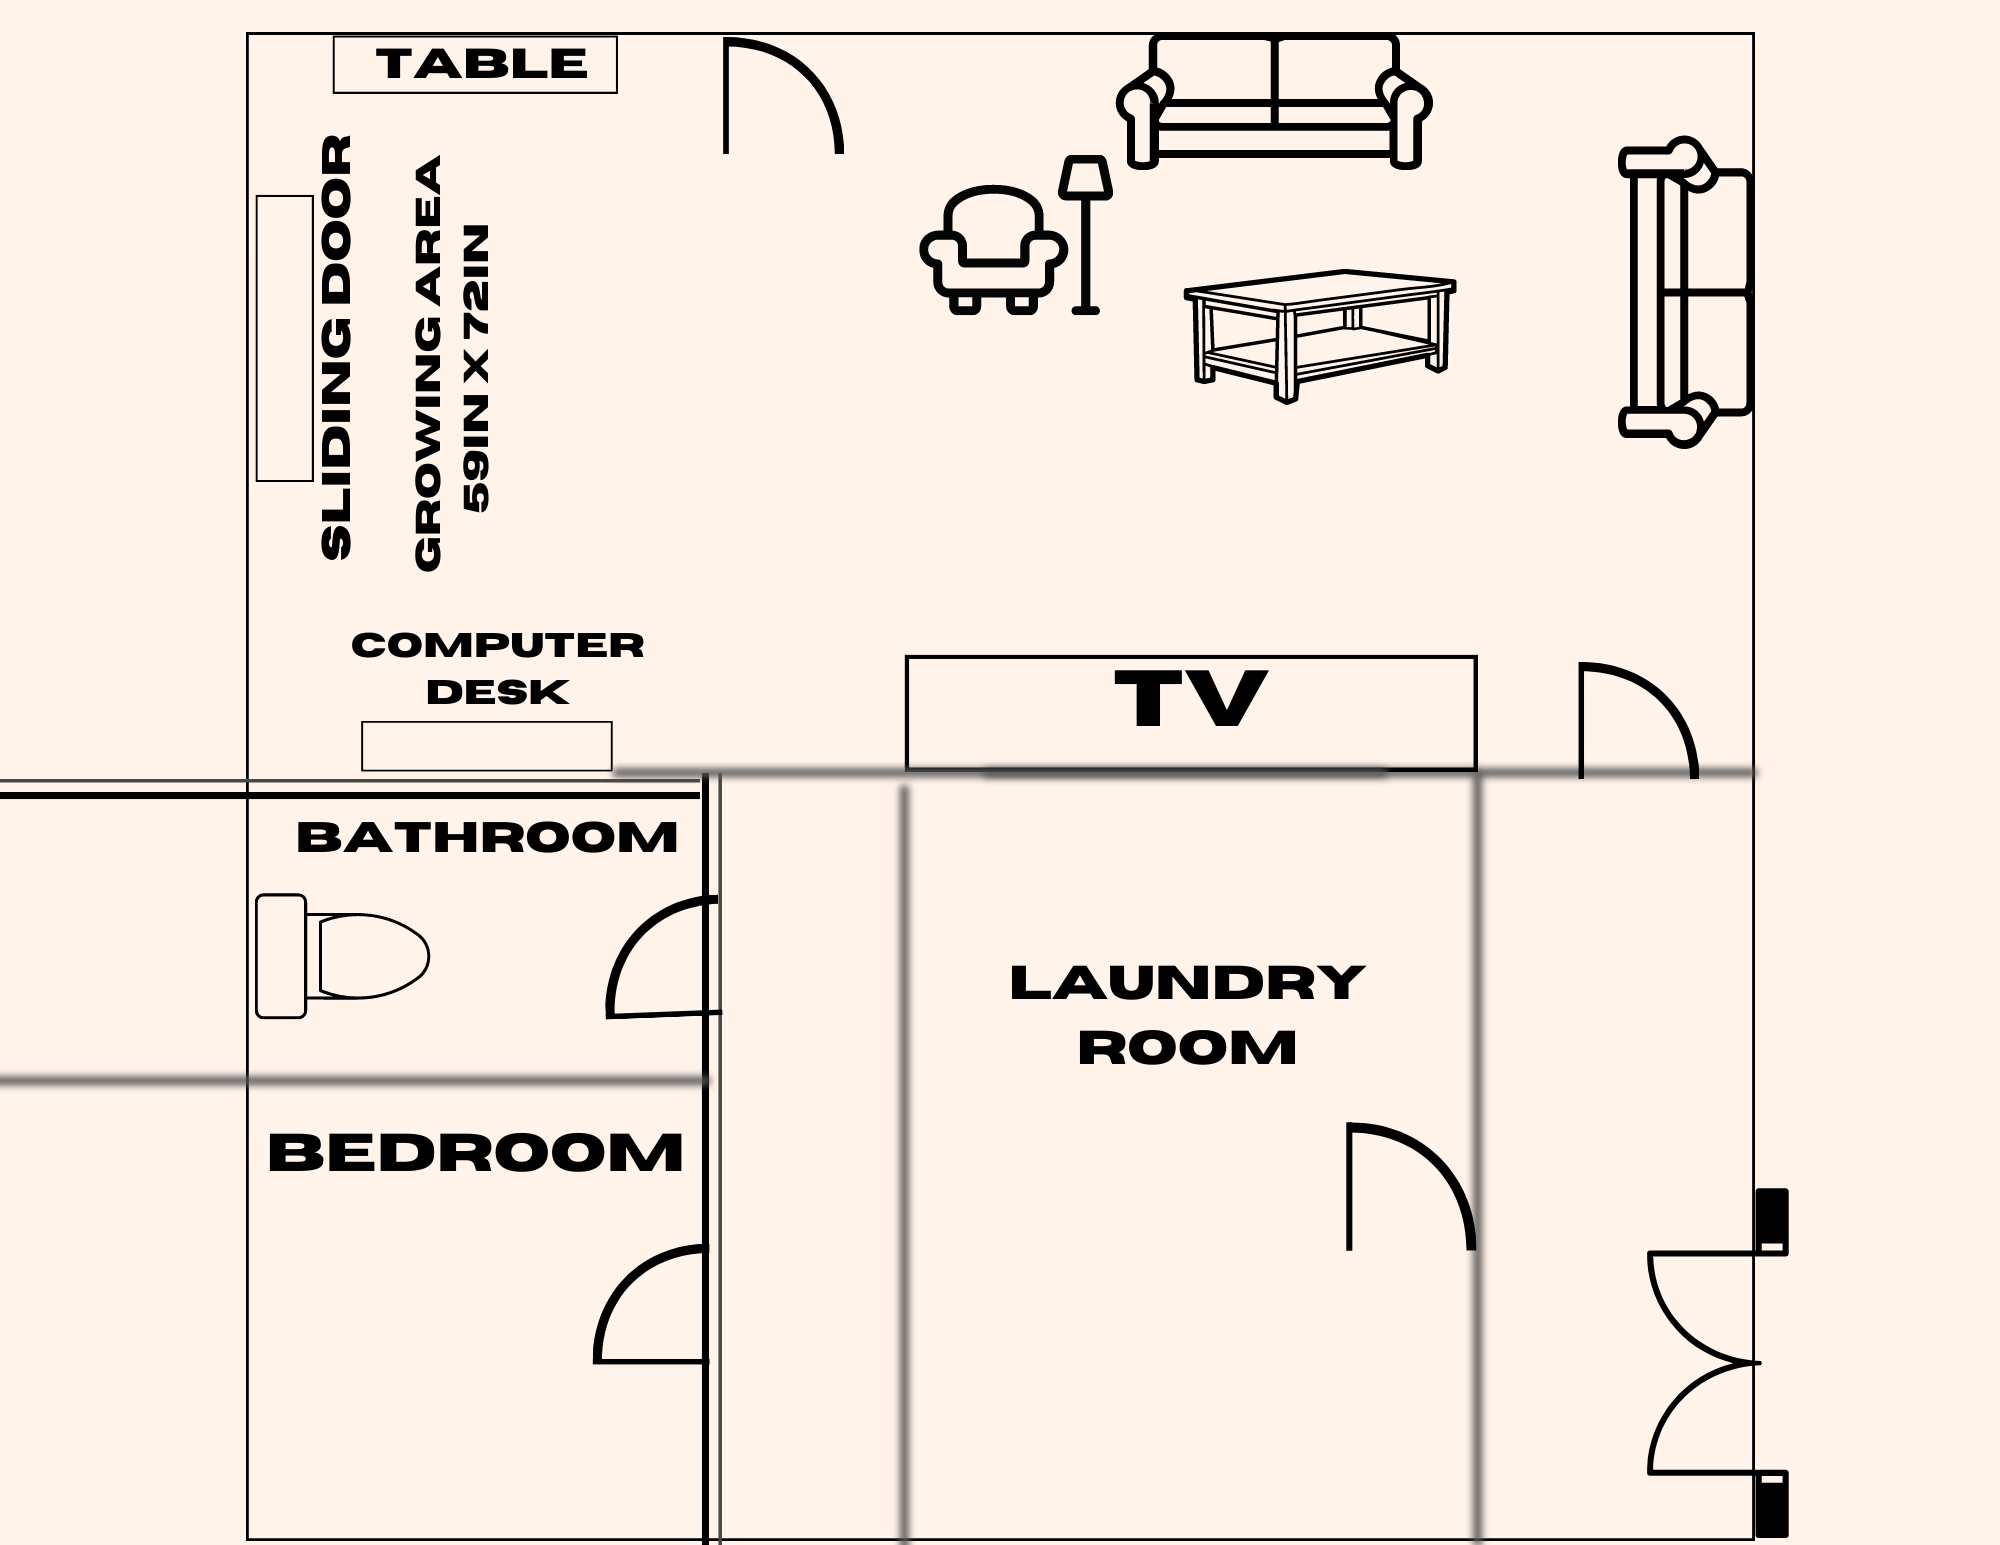 TABLE
SLIDING DOOR
GROWING AREA
59IN X 72IN
COMPUTER
DESK
TV
BATHROOM
LAUNDRY
ROOM
BEDROOM